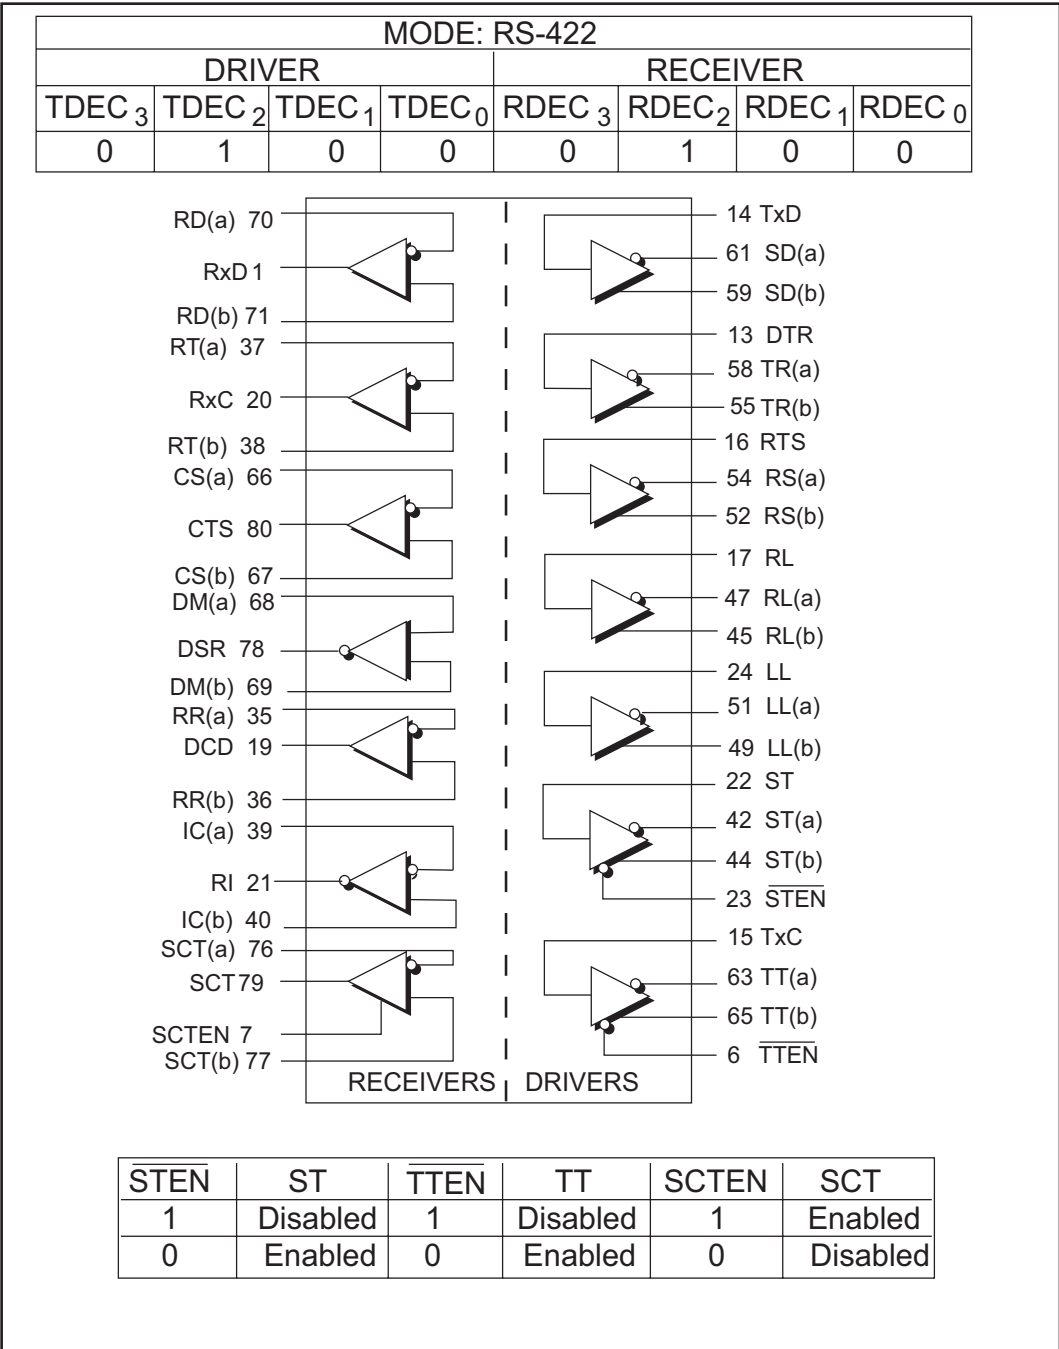 MODE: RS-422
DRIVER RECEIVER
TDEC3 TDEC2 TDEC1 TDEC0 RDEC3 RDEC2 RDEC1 RDEC0
0 1 0 0 0 1 0 0
RD(a) 70
RxD 1
RD(b) 71
RT(a) 37
RxC 20
RT(b) 38
CS(a) 66
CTS 80
CS(b) 67
DM(a) 68
DSR 78
DM(b) 69
RR(a) 35
DCD 19
RR(b) 36
IC(a) 39
RI 21
IC(b) 40
SCT(a) 76
SCT79
SCTEN 7
SCT(b) 77
14 TxD
61 SD(a)
59 SD(b)
13 DTR
58 TR(a)
55 TR(b)
16 RTS
54 RS(a)
52 RS(b)
17 RL
47 RL(a)
45 RL(b)
24 LL
51 LL(a)
49 LL(b)
22 ST
42 ST(a)
44 ST(b)
23 S̅T̅E̅N̅
15 TxC
63 TT(a)
65 TT(b)
6 T̅T̅E̅N̅
RECEIVERS DRIVERS
S̅T̅E̅N̅ ST T̅T̅E̅N̅ TT SCTEN SCT
1 Disabled 1 Disabled 1 Enabled
0 Enabled 0 Enabled 0 Disabled